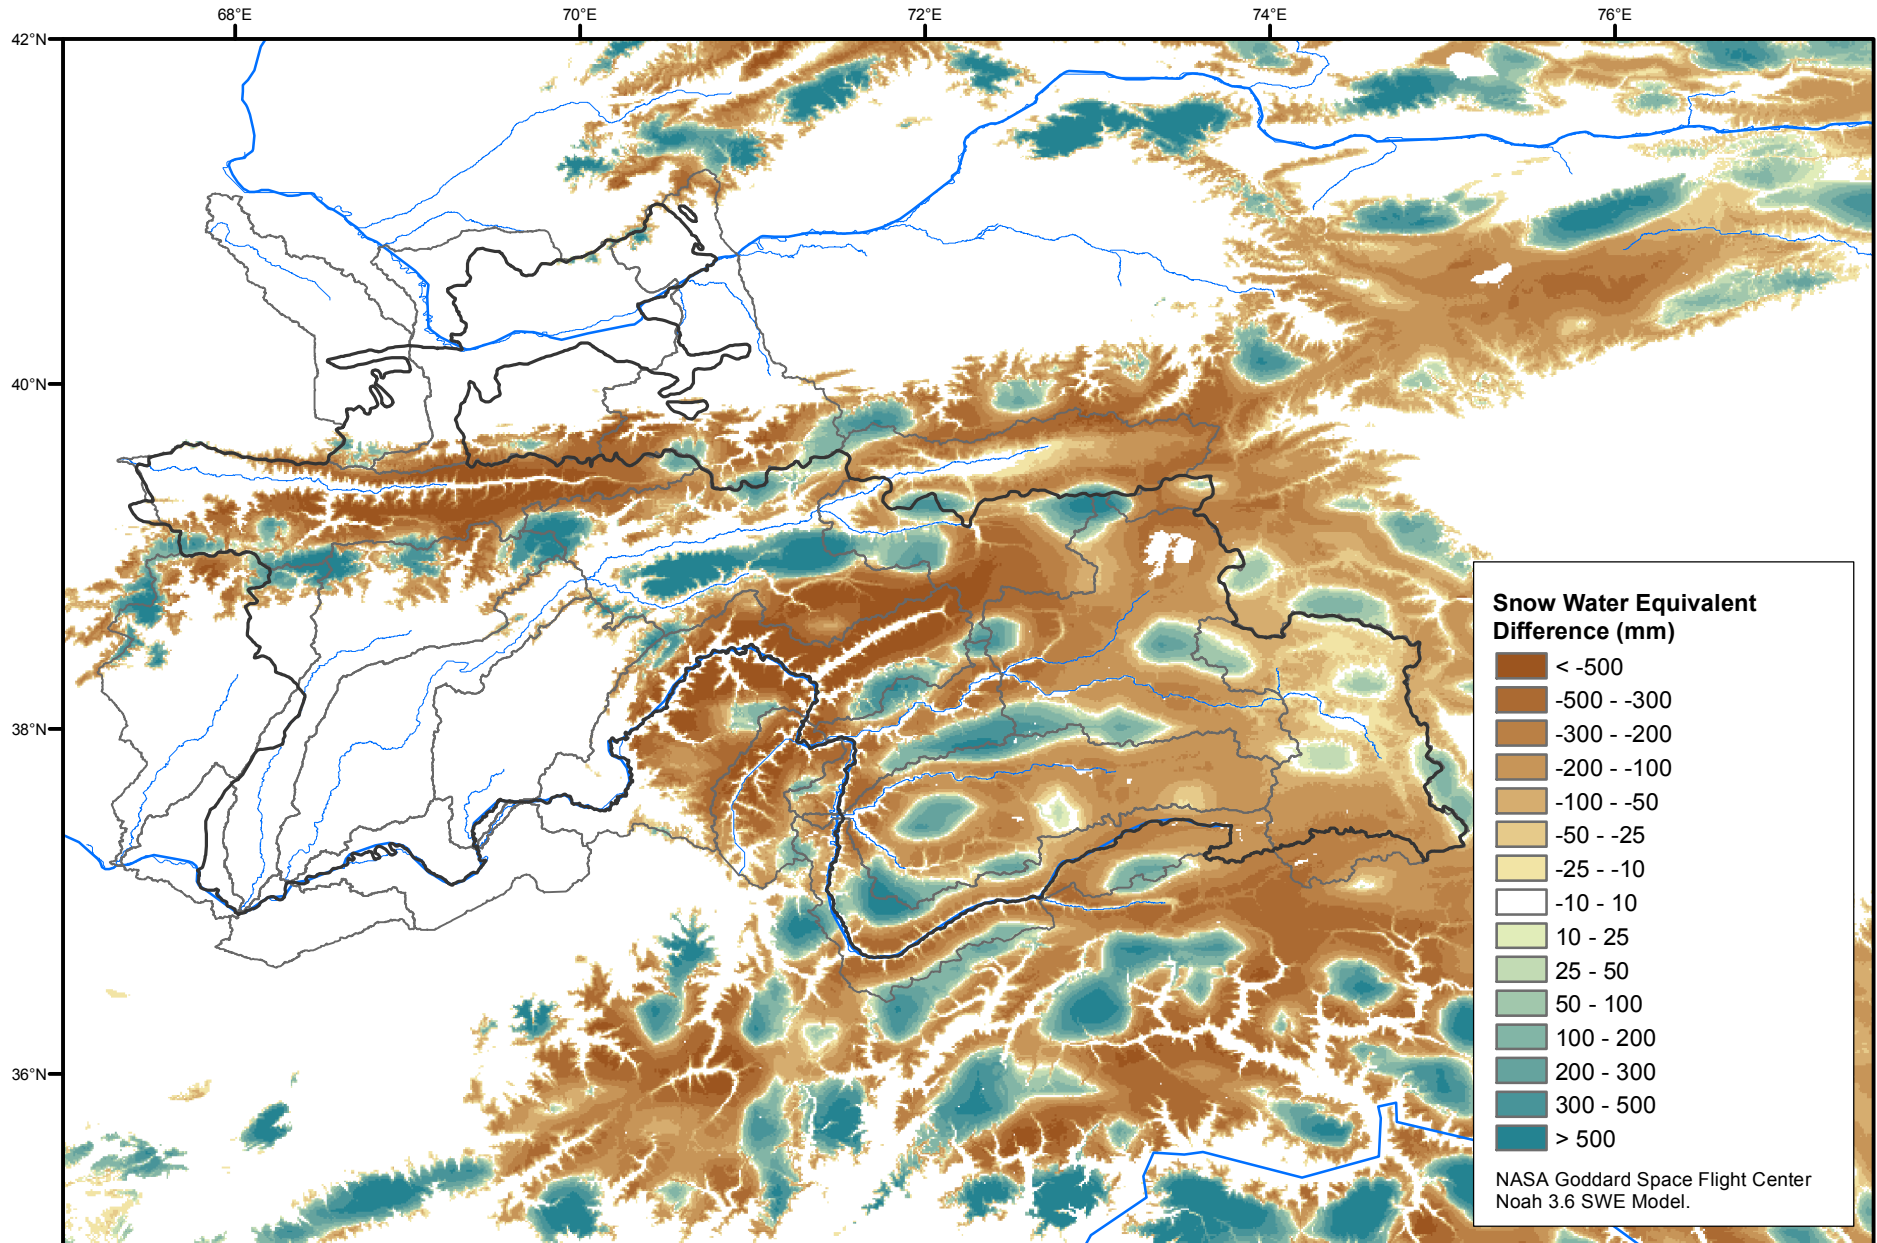 68°E 70°E 72°E 74°E 76°E
42°N
40°N
38°N
36°N
Snow Water Equivalent
Difference (mm)
< -500
-500 - -300
-300 - -200
-200 - -100
-100 - -50
-50 - -25
-25 - -10
-10 - 10
10 - 25
25 - 50
50 - 100
100 - 200
200 - 300
300 - 500
> 500
NASA Goddard Space Flight Center
Noah 3.6 SWE Model.